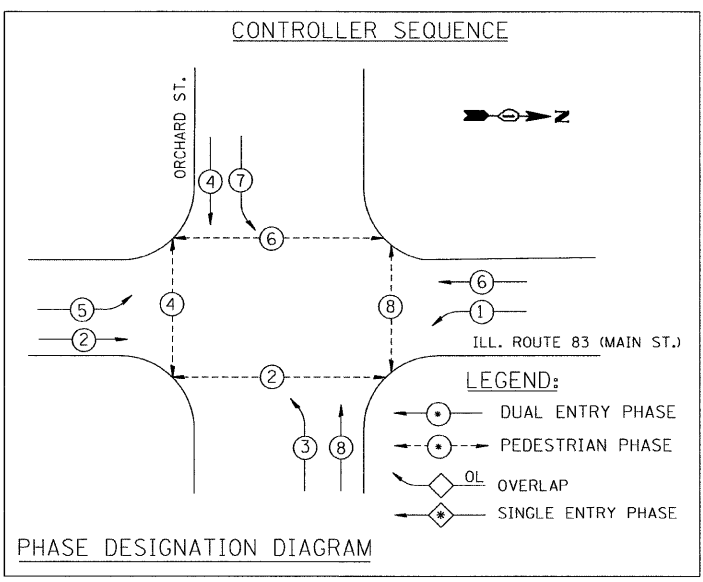 CONTROLLER SEQUENCE
ORCHARD ST.
N
4
7
6
5
4
8
6
1
2
ILL. ROUTE 83 (MAIN ST.)
2
LEGEND:
* DUAL ENTRY PHASE
* PEDESTRIAN PHASE
3
8
OL OVERLAP
* SINGLE ENTRY PHASE
PHASE DESIGNATION DIAGRAM